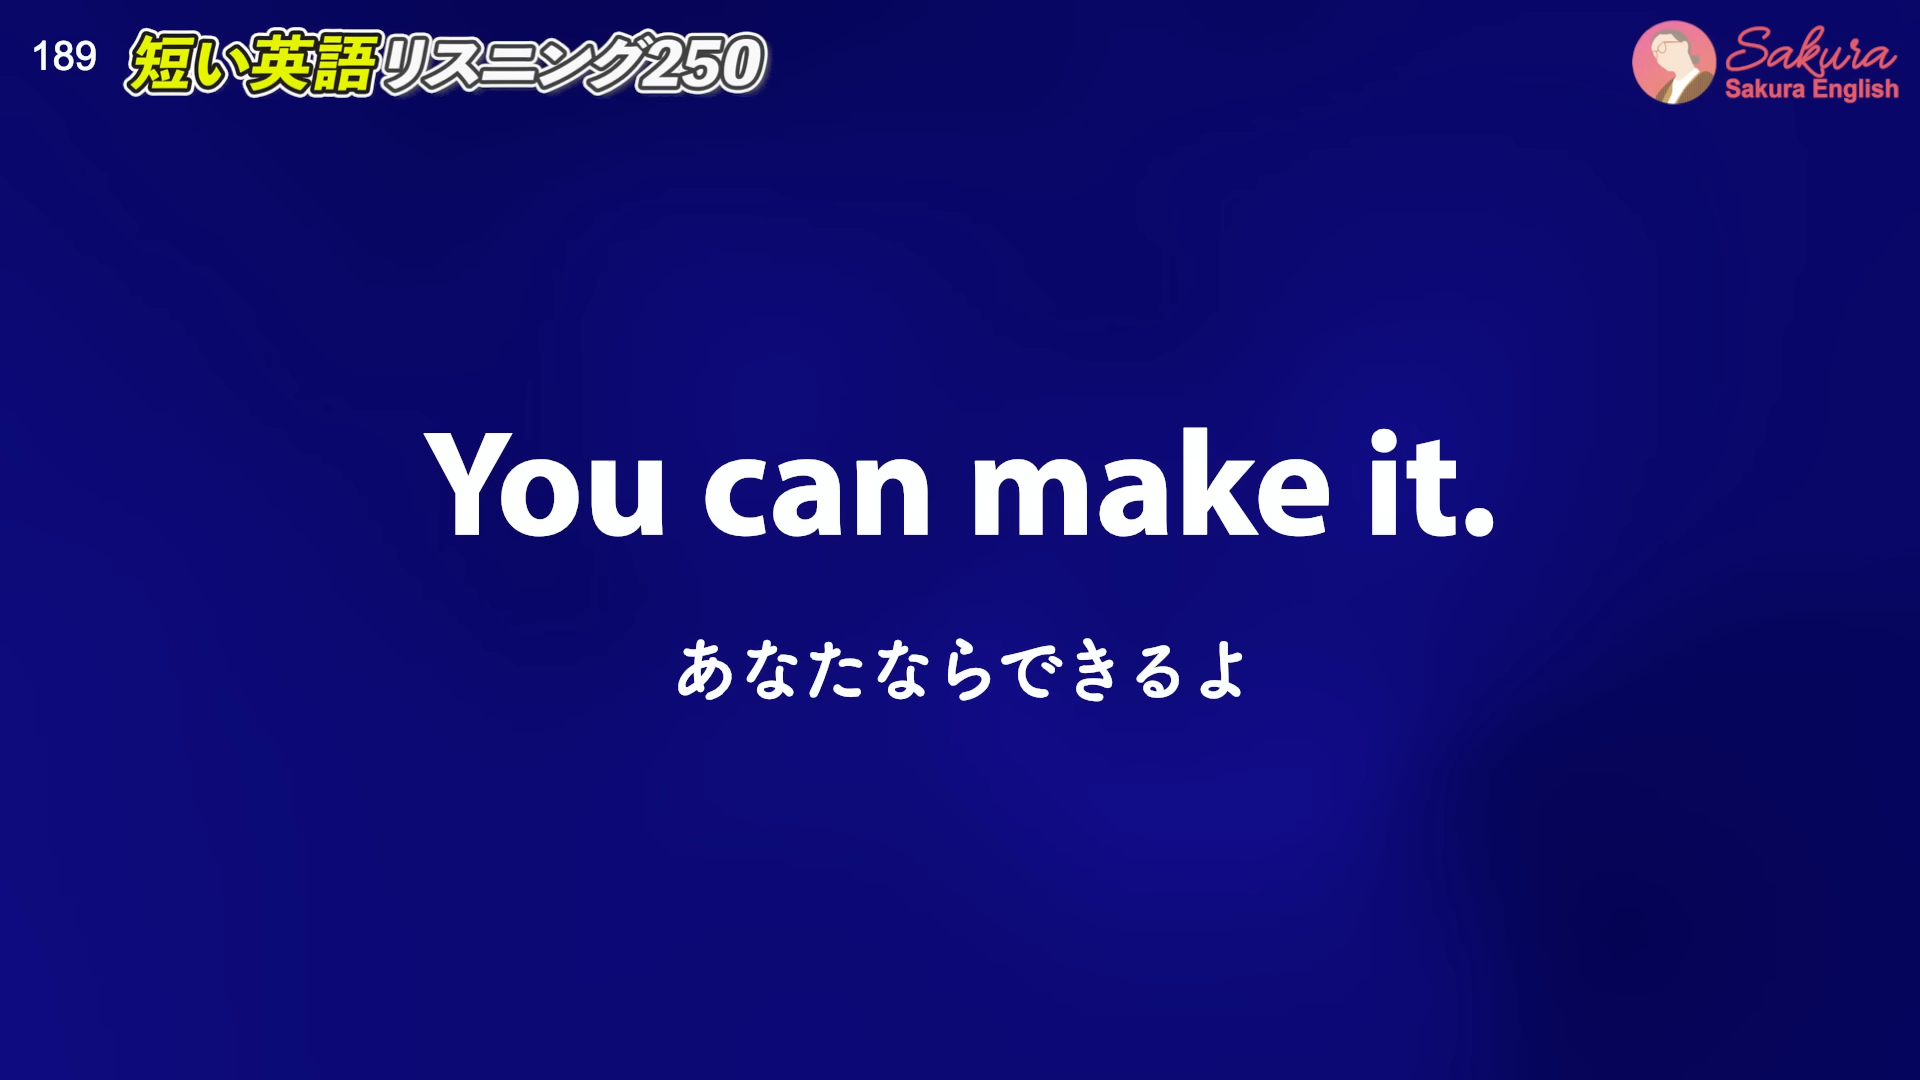 189 短い英語リスニング250
Sakura
Sakura English
You can make it.
あなたならできるよ